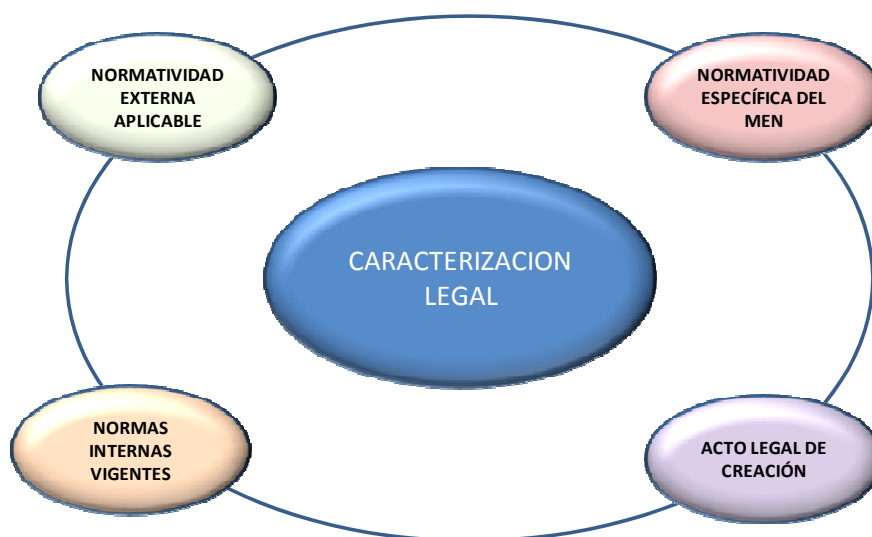 NORMATIVIDAD
EXTERNA
APLICABLE
NORMATIVIDAD
ESPECÍFICA DEL
MEN
CARACTERIZACION
LEGAL
NORMAS
INTERNAS
VIGENTES
ACTO LEGAL DE
CREACIÓN